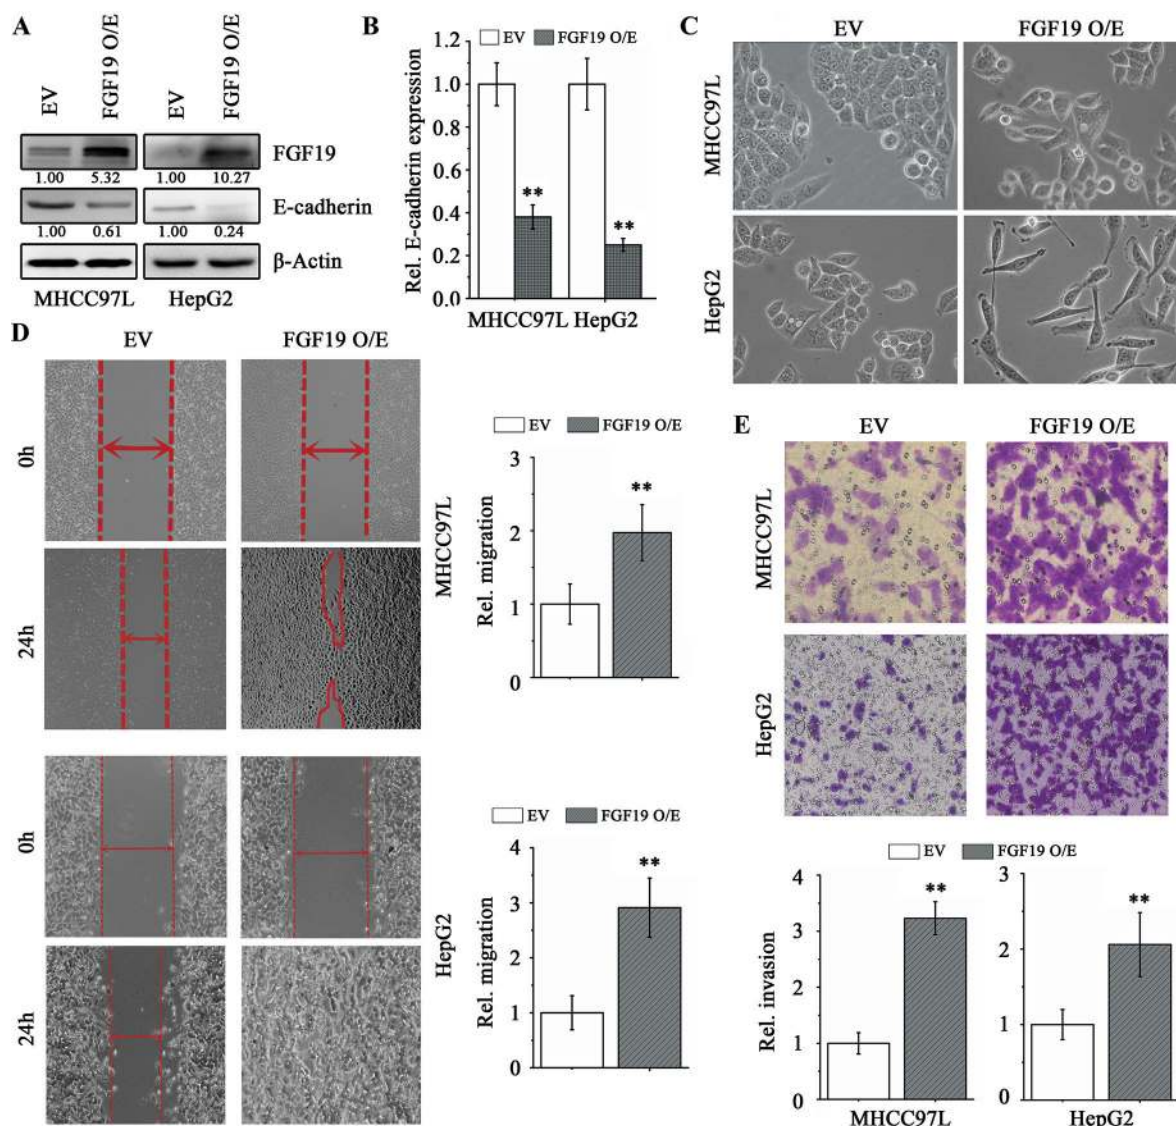 A
EV
FGF19 O/E
EV
FGF19 O/E
FGF19
1.00 5.32 1.00 10.27
E-cadherin
1.00 0.61 1.00 0.24
β-Actin
MHCC97L HepG2
B
EV FGF19 O/E
Rel. E-cadherin expression
1.2
1.0
0.8
0.6
0.4
0.2
0.0
**
**
MHCC97L HepG2
C
EV FGF19 O/E
MHCC97L
HepG2
D
EV FGF19 O/E
0h
24h
MHCC97L
EV
FGF19 O/E
Rel. migration
3
2
1
0
**
0h
24h
HepG2
EV FGF19 O/E
Rel. migration
4
3
2
1
0
**
E
EV FGF19 O/E
MHCC97L
HepG2
EV FGF19 O/E
Rel. invasion
4
3
2
1
0
**
MHCC97L
3
2
1
0
**
HepG2